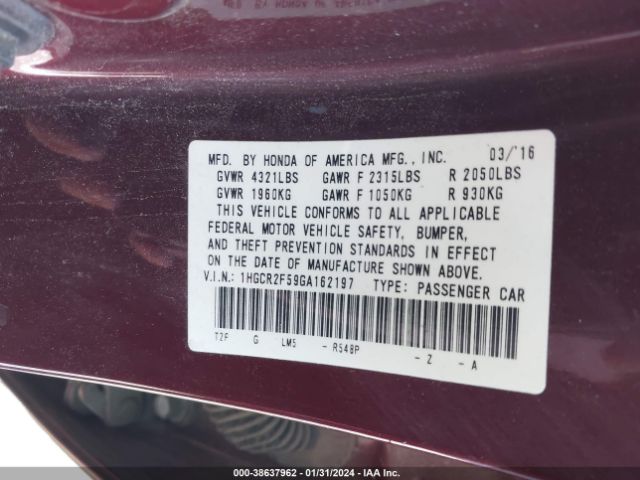 MFD. BY HONDA OF AMERICA MFG., INC. 03/'16
GVWR 4321LBS GAWR F 2315LBS R 2050LBS
GVWR 1960KG GAWR F 1050KG R 930KG
THIS VEHICLE CONFORMS TO ALL APPLICABLE
FEDERAL MOTOR VEHICLE SAFETY, BUMPER,
AND THEFT PREVENTION STANDARDS IN EFFECT
ON THE DATE OF MANUFACTURE SHOWN ABOVE.
V.I.N.: 1HGCR2F59GA162197 TYPE: PASSENGER CAR
T2F G LM5 - R548P - Z - A
000-38637962 - 01/31/2024 - IAA Inc.